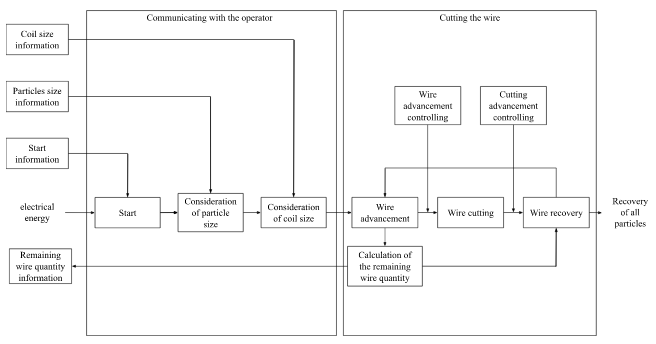 Communicating with the operator
Cutting the wire
Coil size
information
Particles size
information
Wire
advancement
controlling
Cutting
advancement
controlling
Start
information
electrical
energy
Start
Consideration
of particle
size
Consideration
of coil size
Wire
advancement
Wire cutting
Wire recovery
Recovery
of all
particles
Remaining
wire quantity
information
Calculation of
the remaining
wire quantity